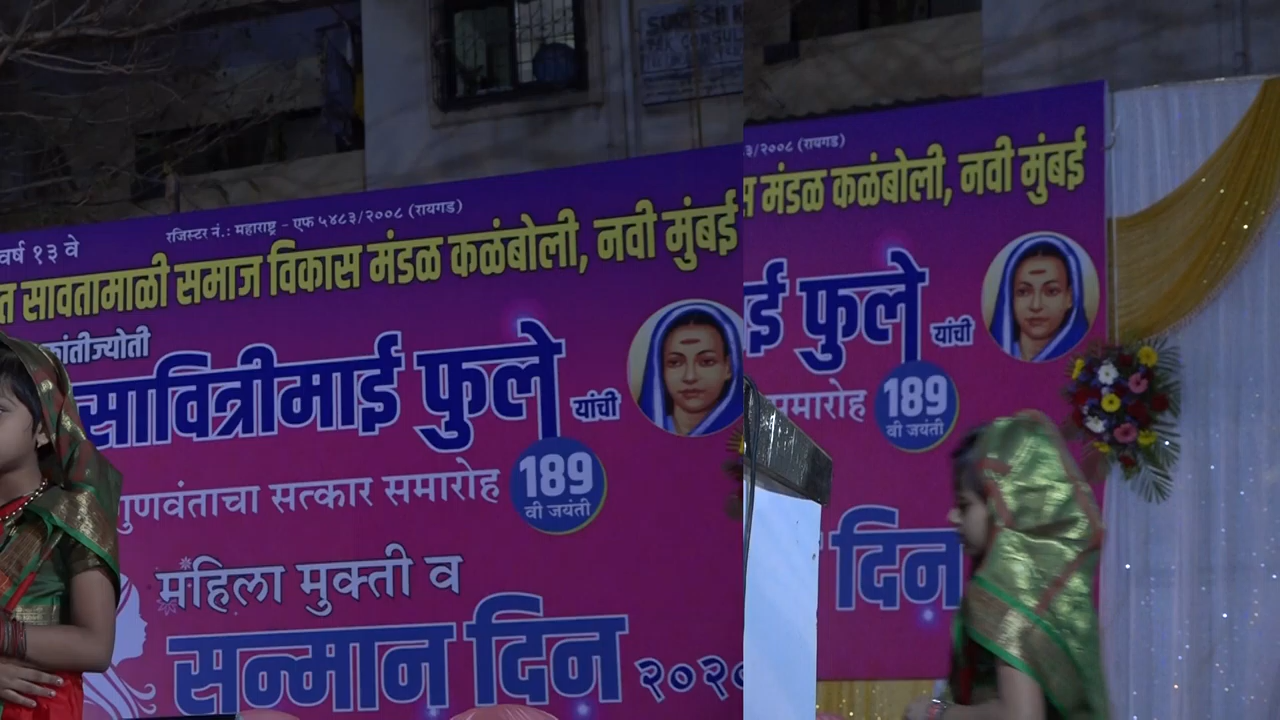 वर्ष १३ वे
रजिस्टर नं.: महाराष्ट्र - एफ ५४८३/२००८ (रायगड)
सावतामाळी समाज विकास मंडळ कळंबोली, नवी मुंबई
सावित्रीमाई फुले यांची
गुणवंताचा सत्कार समारोह
189
वी जयंती
महिला मुक्ती व
सन्मान दिन २०२०
३/२००८ (रायगड)
मंडळ कळंबोली, नवी मुंबई
ई फुले यांची
मारोह
189
वी जयंती
दिन